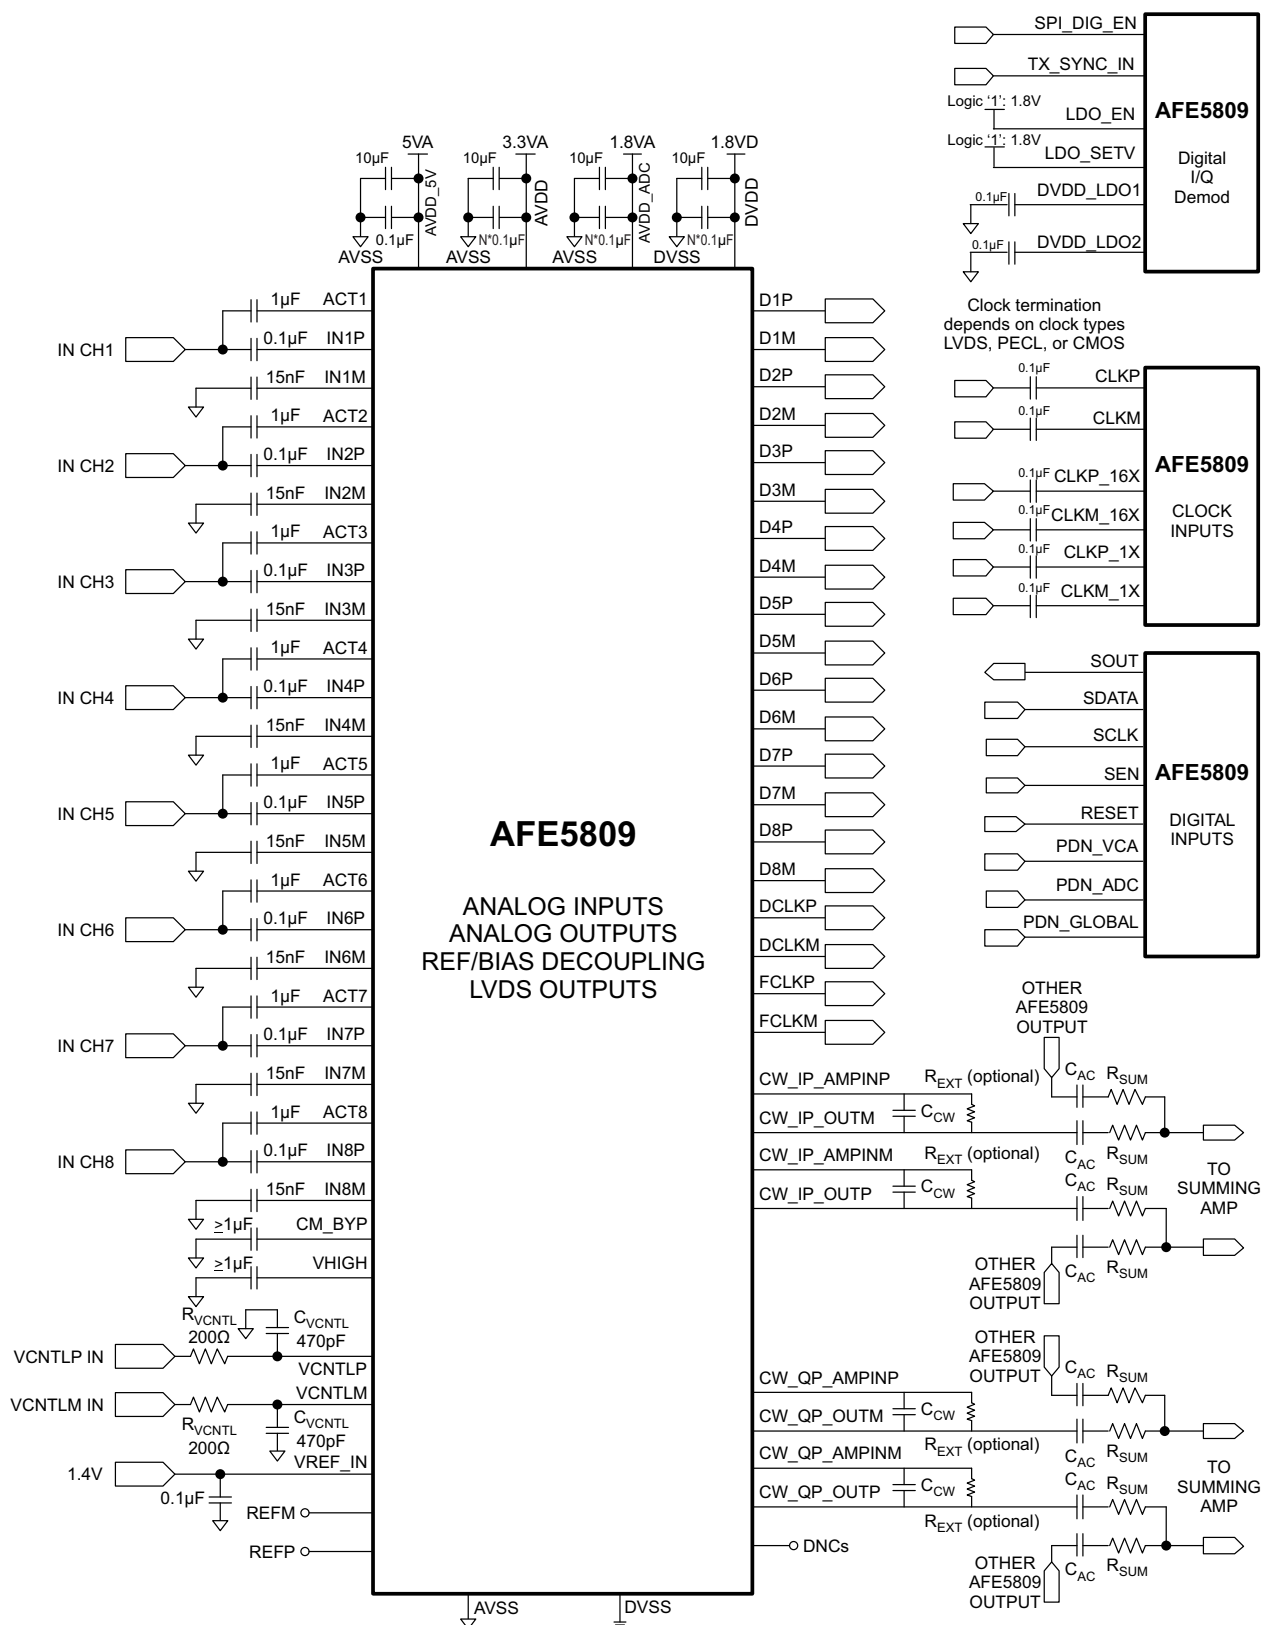 5VA
10µF
AVDD_5V
0.1µF
AVSS
3.3VA
10µF
AVDD
N*0.1µF
AVSS
1.8VA
10µF
AVDD_ADC
N*0.1µF
AVSS
1.8VD
10µF
DVDD
N*0.1µF
DVSS
1µF ACT1
IN CH1 0.1µF IN1P
15nF IN1M
1µF ACT2
IN CH2 0.1µF IN2P
15nF IN2M
1µF ACT3
IN CH3 0.1µF IN3P
15nF IN3M
1µF ACT4
IN CH4 0.1µF IN4P
15nF IN4M
1µF ACT5
IN CH5 0.1µF IN5P
15nF IN5M
1µF ACT6
IN CH6 0.1µF IN6P
15nF IN6M
1µF ACT7
IN CH7 0.1µF IN7P
15nF IN7M
1µF ACT8
IN CH8 0.1µF IN8P
15nF IN8M
≥1µF CM_BYP
≥1µF VHIGH
RVCNTL
200Ω
CVCNTL
470pF
VCNTLP IN
VCNTLP
VCNTLM IN
VCNTLM
RVCNTL
200Ω
CVCNTL
470pF
1.4V
VREF_IN
0.1µF
REFM
REFP
AFE5809
ANALOG INPUTS
ANALOG OUTPUTS
REF/BIAS DECOUPLING
LVDS OUTPUTS
AVSS
DVSS
D1P
D1M
D2P
D2M
D3P
D3M
D4P
D4M
D5P
D5M
D6P
D6M
D7P
D7M
D8P
D8M
DCLKP
DCLKM
FCLKP
FCLKM
CW_IP_AMPINP
REXT (optional)
CW_IP_OUTM
CCW
CW_IP_AMPINM
REXT (optional)
CW_IP_OUTP
CCW
OTHER
AFE5809
OUTPUT
CAC
RSUM
CAC
RSUM
TO
SUMMING
AMP
CAC
RSUM
OTHER
AFE5809
OUTPUT
CAC
RSUM
CW_QP_AMPINP
CW_QP_OUTM
CCW
REXT (optional)
CW_QP_AMPINM
CW_QP_OUTP
CCW
REXT (optional)
DNCs
OTHER
AFE5809
OUTPUT
CAC
RSUM
CAC
RSUM
TO
SUMMING
AMP
CAC
RSUM
OTHER
AFE5809
OUTPUT
CAC
RSUM
SPI_DIG_EN
TX_SYNC_IN
Logic '1': 1.8V
LDO_EN
Logic '1': 1.8V
LDO_SETV
0.1µF DVDD_LDO1
0.1µF DVDD_LDO2
AFE5809
Digital
I/Q
Demod
Clock termination
depends on clock types
LVDS, PECL, or CMOS
0.1µF CLKP
0.1µF CLKM
0.1µF CLKP_16X
0.1µF CLKM_16X
0.1µF CLKP_1X
0.1µF CLKM_1X
AFE5809
CLOCK
INPUTS
SOUT
SDATA
SCLK
SEN
RESET
PDN_VCA
PDN_ADC
PDN_GLOBAL
AFE5809
DIGITAL
INPUTS